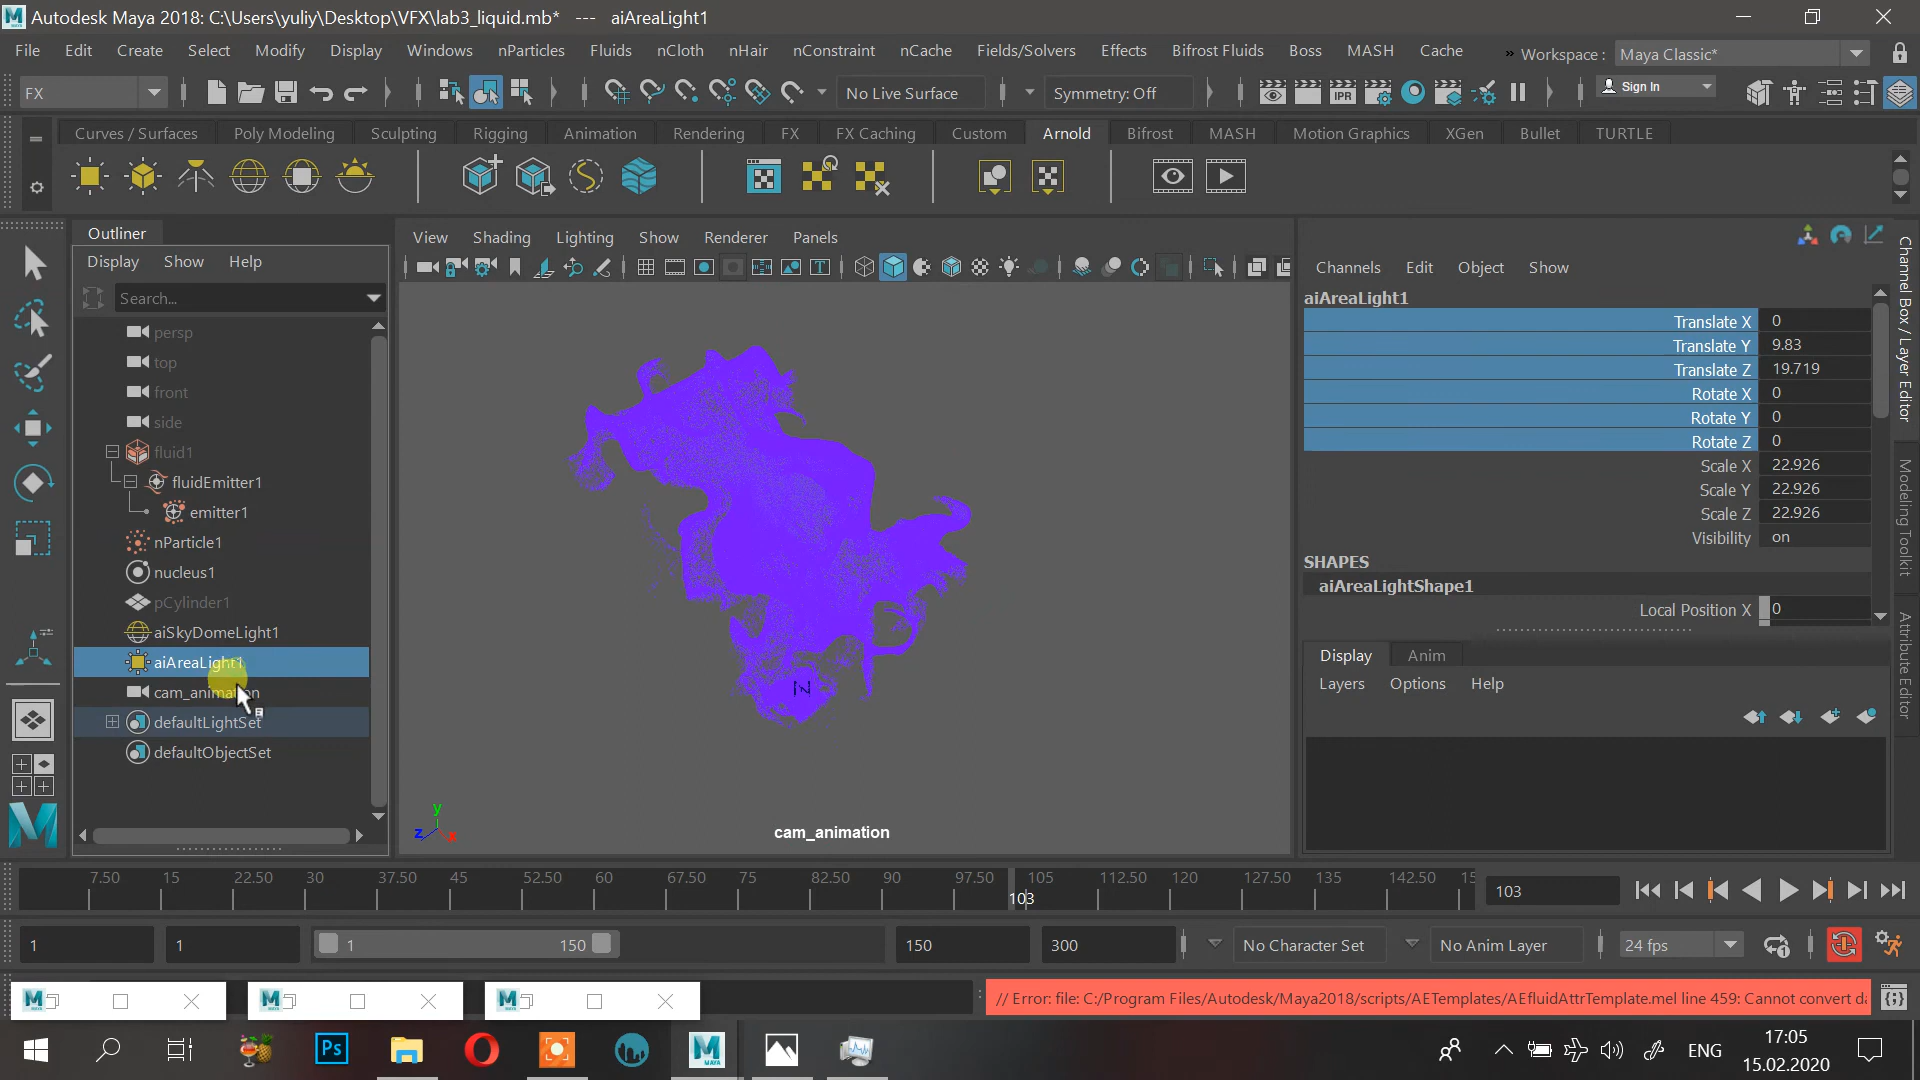 Autodesk Maya 2018: C:\Users\yuliy\Desktop\VFX\lab3_liquid.mb* --- aiAreaLight1
File Edit Create Select Modify Display Windows nParticles Fluids nCloth nHair nConstraint nCache Fields/Solvers Effects Bifrost Fluids Boss MASH Cache » Workspace : Maya Classic*
FX No Live Surface Symmetry: Off IPR Sign In
Curves / Surfaces Poly Modeling Sculpting Rigging Animation Rendering FX FX Caching Custom Arnold Bifrost MASH Motion Graphics XGen Bullet TURTLE
Outliner
Display Show Help
Search...
persp
top
front
side
fluid1
fluidEmitter1
emitter1
nParticle1
nucleus1
pCylinder1
aiSkyDomeLight1
aiAreaLight1
cam_animation
defaultLightSet
defaultObjectSet
View Shading Lighting Show Renderer Panels
N
y
z x
cam_animation
Channels Edit Object Show
aiAreaLight1
Translate X 0
Translate Y 9.83
Translate Z 19.719
Rotate X 0
Rotate Y 0
Rotate Z 0
Scale X 22.926
Scale Y 22.926
Scale Z 22.926
Visibility on
SHAPES
aiAreaLightShape1
Local Position X 0
Display Anim
Layers Options Help
Channel Box / Layer Editor
Modeling Toolkit
Attribute Editor
7.50 15 22.50 30 37.50 45 52.50 60 67.50 75 82.50 90 97.50 105 112.50 120 127.50 135 142.50 15
103
103
1 1 1 150 150 300 No Character Set No Anim Layer 24 fps
// Error: file: C:/Program Files/Autodesk/Maya2018/scripts/AETemplates/AEfluidAttrTemplate.mel line 459: Cannot convert da
Ps MAYA ENG
17:05
15.02.2020